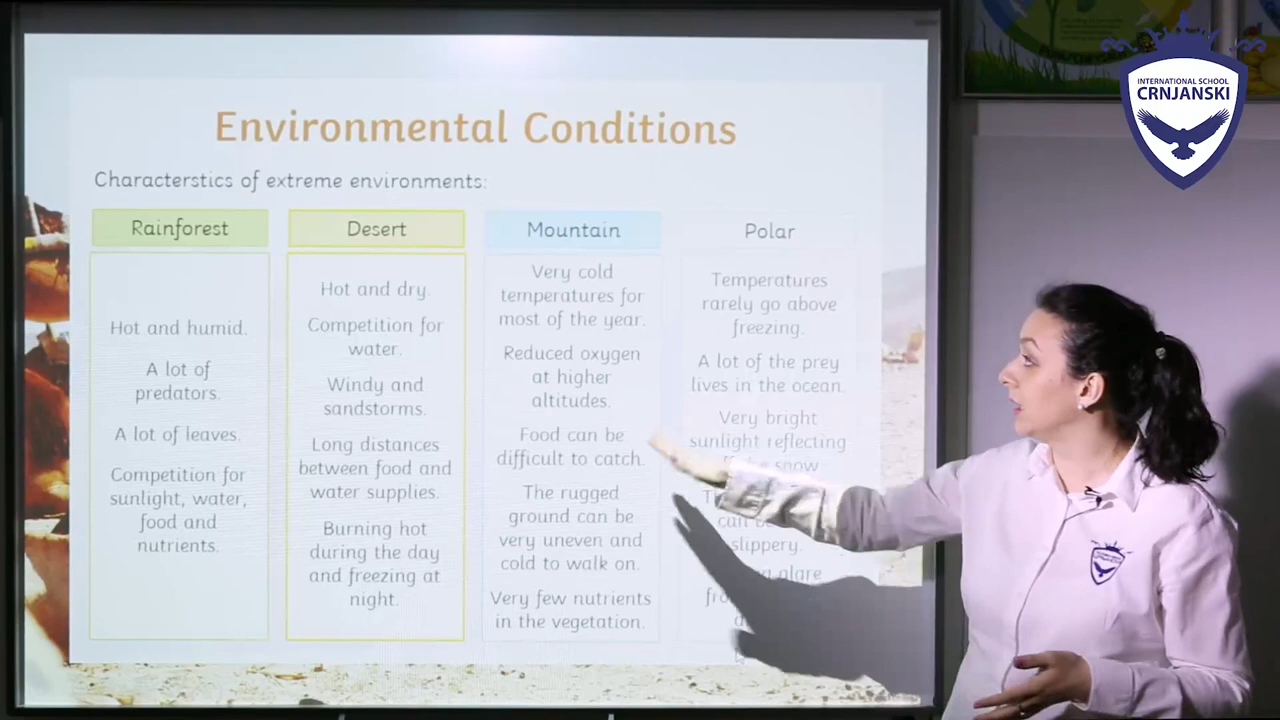 Environmental Conditions
Characterstics of extreme environments:
Rainforest
Hot and humid.
A lot of
predators.
A lot of leaves.
Competition for
sunlight, water,
food and
nutrients.
Desert
Hot and dry.
Competition for
water.
Windy and
sandstorms.
Long distances
between food and
water supplies.
Burning hot
during the day
and freezing at
night.
Mountain
Very cold
temperatures for
most of the year.
Reduced oxygen
at higher
altitudes.
Food can be
difficult to catch.
The rugged
ground can be
very uneven and
cold to walk on.
Very few nutrients
in the vegetation.
Polar
Temperatures
rarely go above
freezing.
A lot of the prey
lives in the ocean.
Very bright
sunlight reflecting
snow
can
slippery.
glare
INTERNATIONAL SCHOOL
CRNJANSKI